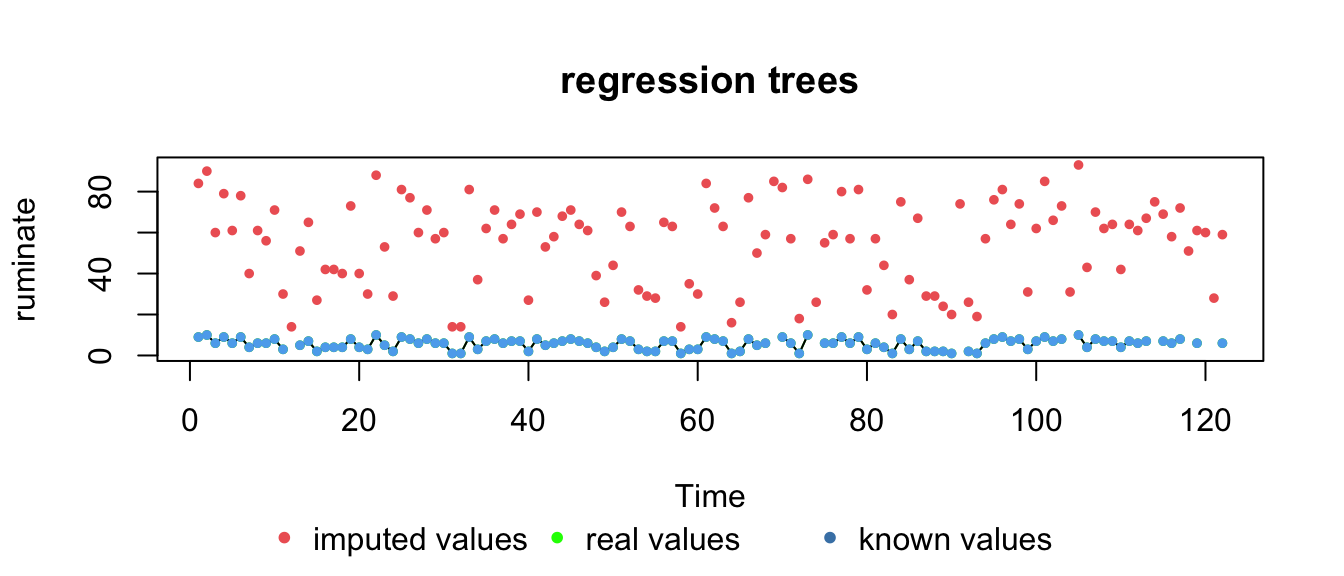 regression trees
ruminate
80
40
0
0 20 40 60 80 100 120
Time
imputed values real values known values